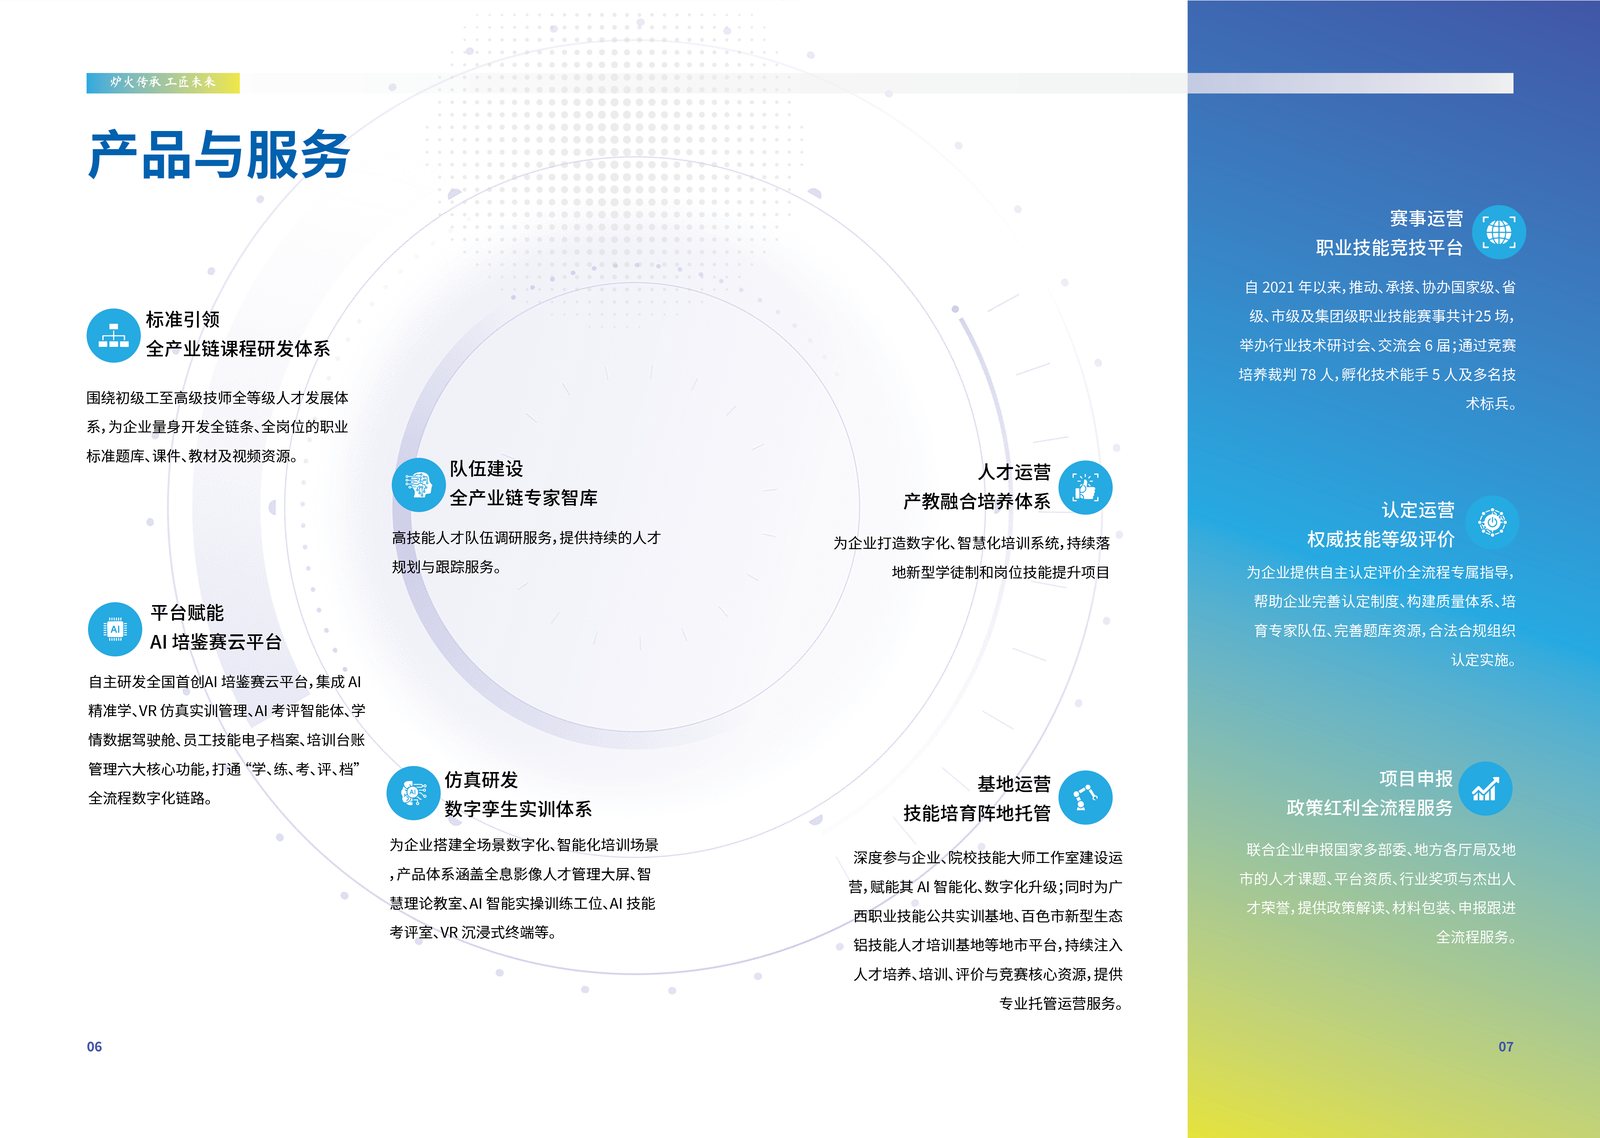 炉火传承 工匠未来
产品与服务
标准引领
全产业链课程研发体系
围绕初级工至高级技师全等级人才发展体
系，为企业量身开发全链条、全岗位的职业
标准题库、课件、教材及视频资源。
平台赋能
AI 培鉴赛云平台
自主研发全国首创AI 培鉴赛云平台，集成 AI
精准学、VR 仿真实训管理、AI 考评智能体、学
情数据驾驶舱、员工技能电子档案、培训台账
管理六大核心功能，打通 “学、练、考、评、档”
全流程数字化链路。
队伍建设
全产业链专家智库
高技能人才队伍调研服务，提供持续的人才
规划与跟踪服务。
仿真研发
数字孪生实训体系
为企业搭建全场景数字化、智能化培训场景
，产品体系涵盖全息影像人才管理大屏、智
慧理论教室、AI 智能实操训练工位、AI 技能
考评室、VR 沉浸式终端等。
人才运营
产教融合培养体系
为企业打造数字化、智慧化培训系统，持续落
地新型学徒制和岗位技能提升项目
基地运营
技能培育阵地托管
深度参与企业、院校技能大师工作室建设运
营，赋能其 AI 智能化、数字化升级；同时为广
西职业技能公共实训基地、百色市新型生态
铝技能人才培训基地等地市平台，持续注入
人才培养、培训、评价与竞赛核心资源，提供
专业托管运营服务。
赛事运营
职业技能竞技平台
自 2021 年以来，推动、承接、协办国家级、省
级、市级及集团级职业技能赛事共计25 场，
举办行业技术研讨会、交流会 6 届；通过竞赛
培养裁判 78 人，孵化技术能手 5 人及多名技
术标兵。
认定运营
权威技能等级评价
为企业提供自主认定评价全流程专属指导，
帮助企业完善认定制度、构建质量体系、培
育专家队伍、完善题库资源，合法合规组织
认定实施。
项目申报
政策红利全流程服务
联合企业申报国家多部委、地方各厅局及地
市的人才课题、平台资质、行业奖项与杰出人
才荣誉，提供政策解读、材料包装、申报跟进
全流程服务。
AI
AI
06
07